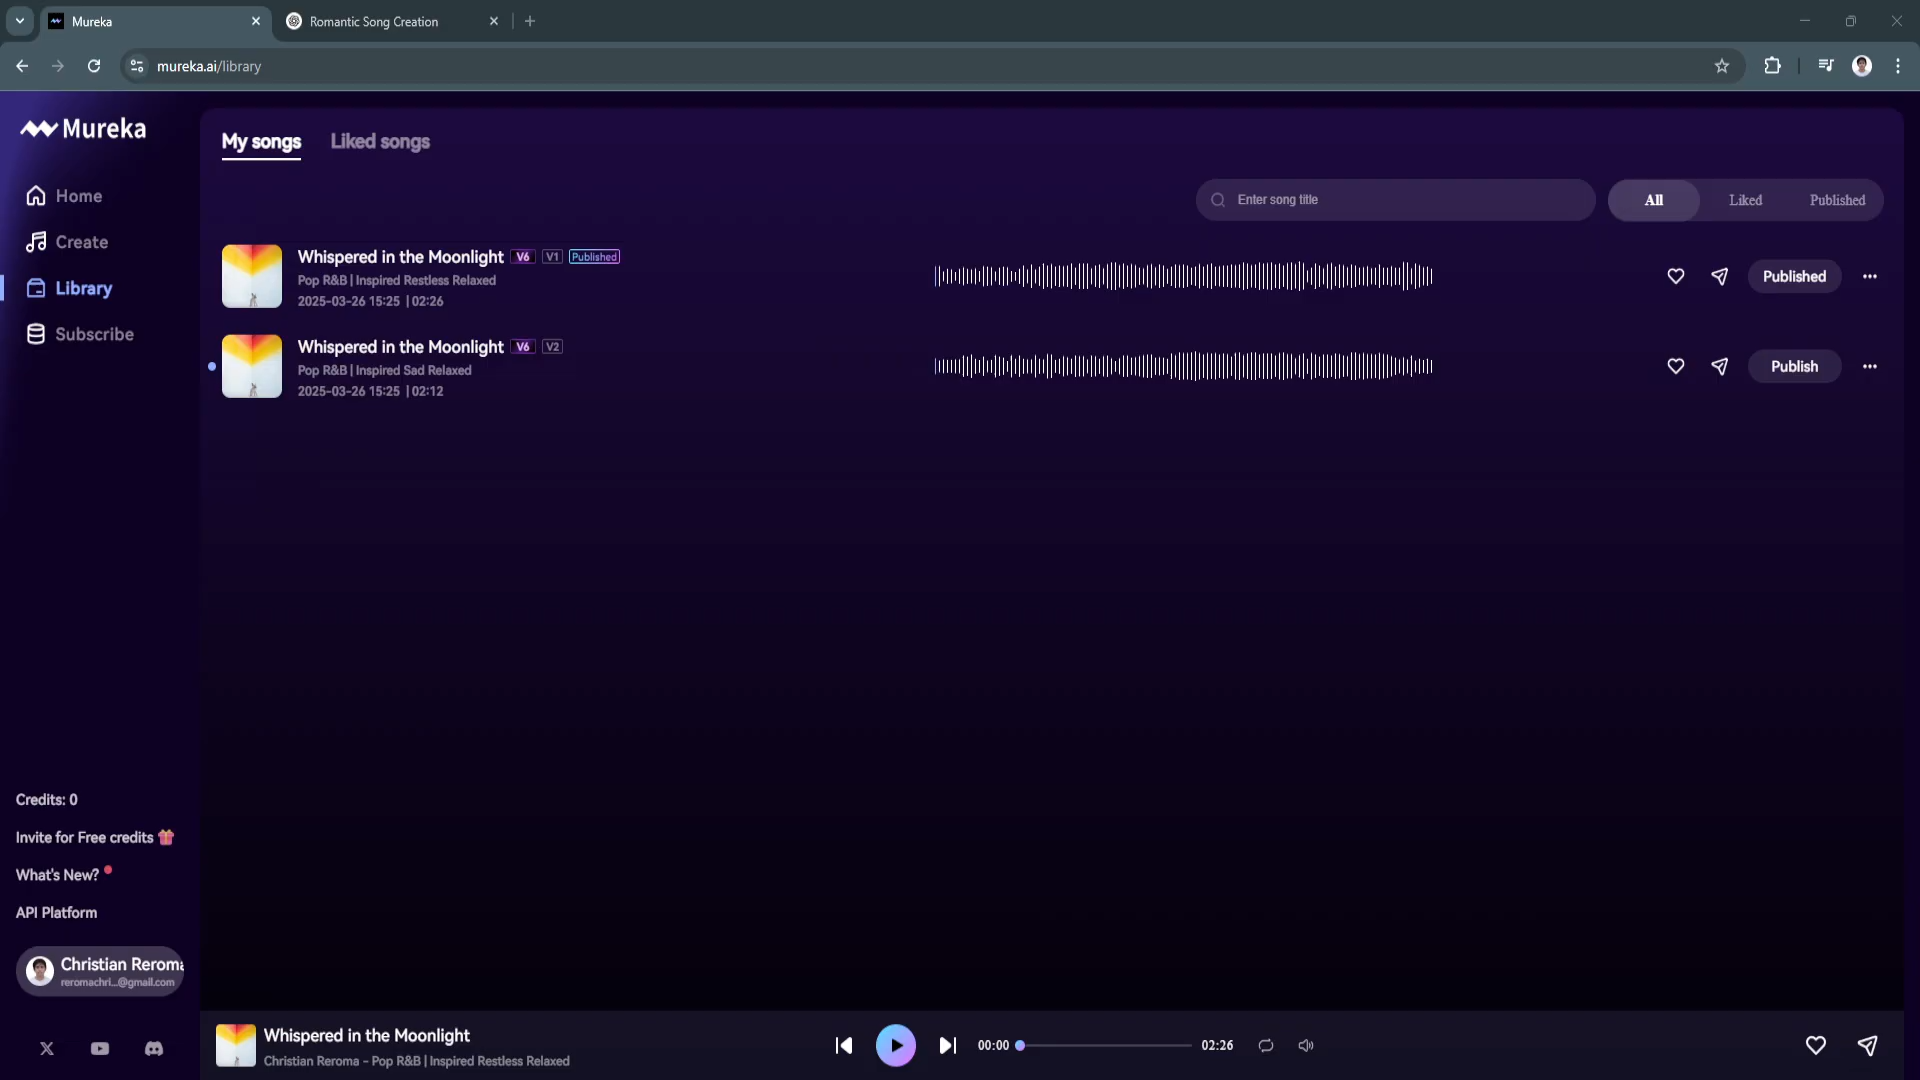 Mureka
Romantic Song Creation
mureka.ai/library
Mureka
Home
Create
Library
Subscribe
My songs
Liked songs
Enter song title
All
Liked
Published
Whispered in the Moonlight V6 V1 Published
Pop R&B | Inspired Restless Relaxed
2025-03-26 15:25 | 02:26
Published
Whispered in the Moonlight V6 V2
Pop R&B | Inspired Sad Relaxed
2025-03-26 15:25 | 02:12
Publish
Credits: 0
Invite for Free credits
What's New?
API Platform
Christian Reroma
reromachri...@gmail.com
Whispered in the Moonlight
Christian Reroma - Pop R&B | Inspired Restless Relaxed
00:00
02:26